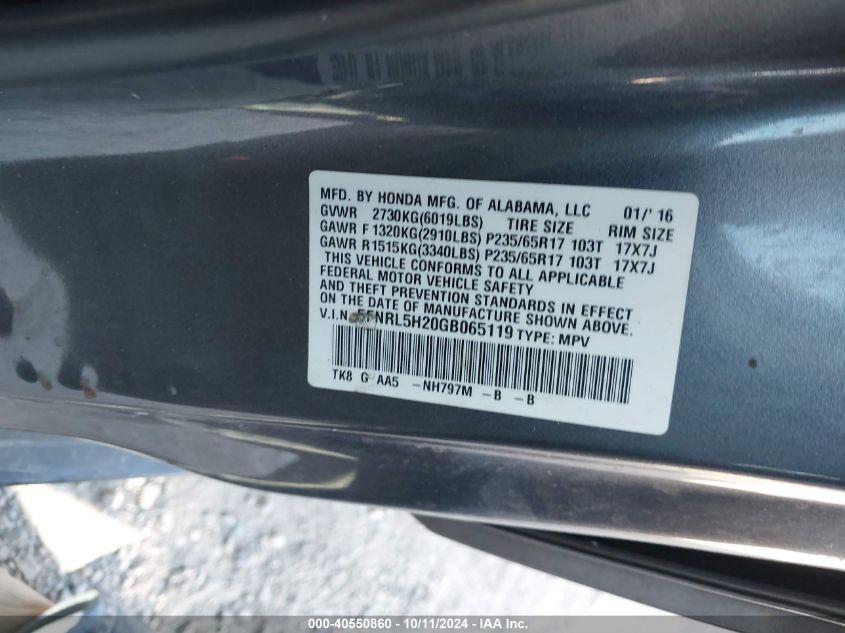 MFD. BY HONDA MFG. OF ALABAMA, LLC 01/' 16
GVWR 2730KG(6019LBS) TIRE SIZE RIM SIZE
GAWR F 1320KG(2910LBS) P235/65R17 103T 17X7J
GAWR R1515KG(3340LBS) P235/65R17 103T 17X7J
THIS VEHICLE CONFORMS TO ALL APPLICABLE
FEDERAL MOTOR VEHICLE SAFETY
AND THEFT PREVENTION STANDARDS IN EFFECT
ON THE DATE OF MANUFACTURE SHOWN ABOVE.
V.I.N. 5FNRL5H20GB065119 TYPE: MPV
TK8 G AA5 -NH797M -B -B
000-40550860 - 10/11/2024 - IAA Inc.